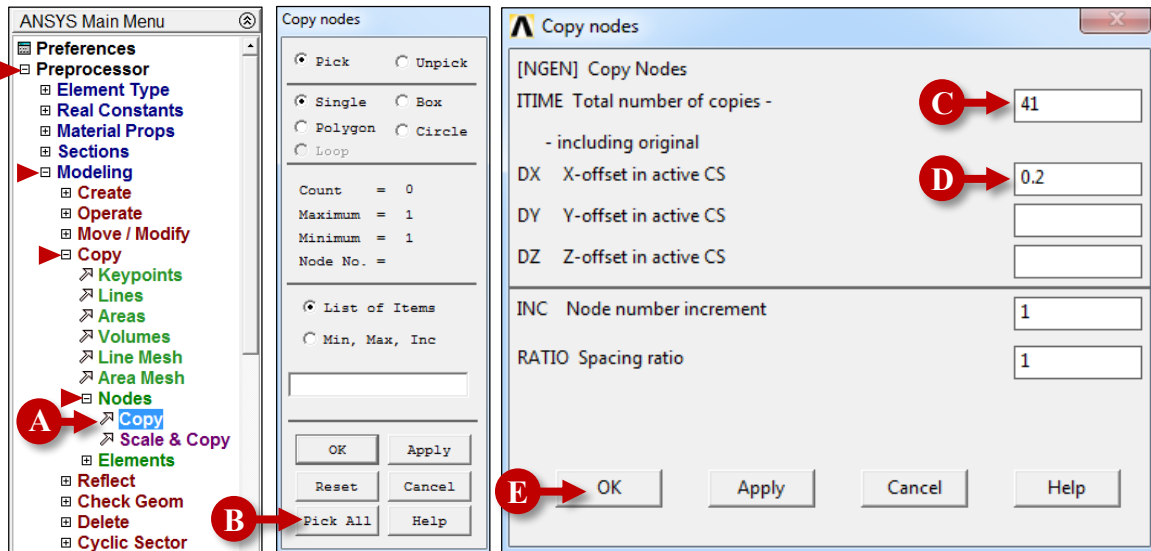 ANSYS Main Menu
Preferences
Preprocessor
Element Type
Real Constants
Material Props
Sections
Modeling
Create
Operate
Move / Modify
Copy
Keypoints
Lines
Areas
Volumes
Line Mesh
Area Mesh
Nodes
A Copy
Scale & Copy
Elements
Reflect
Check Geom
Delete
Cyclic Sector
Copy nodes
Pick Unpick
Single Box
Polygon Circle
Loop
Count = 0
Maximum = 1
Minimum = 1
Node No. =
List of Items
Min, Max, Inc
OK Apply
Reset Cancel
B Pick All Help
Copy nodes
[NGEN] Copy Nodes
ITIME Total number of copies - C 41
- including original
DX X-offset in active CS D 0.2
DY Y-offset in active CS
DZ Z-offset in active CS
INC Node number increment 1
RATIO Spacing ratio 1
E OK Apply Cancel Help